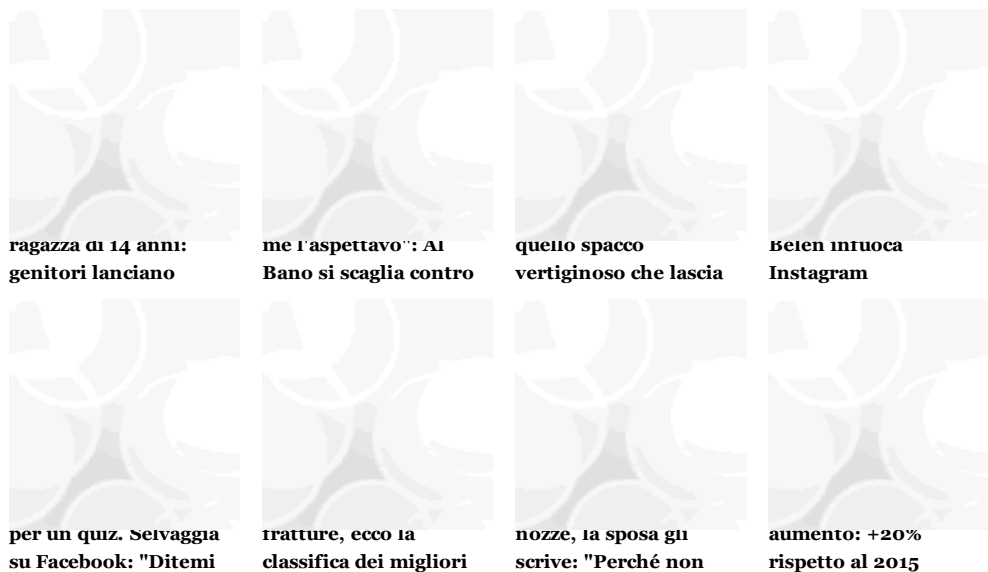 ragazza di 14 anni:
genitori lanciano
me l'aspettavo": Al
Bano si scaglia contro
quello spacco
vertiginoso che lascia
Belen infuoca
Instagram
per un quiz. Selvaggia
su Facebook: "Ditemi
fratture, ecco la
classifica dei migliori
nozze, la sposa gli
scrive: "Perché non
aumento: +20%
rispetto al 2015